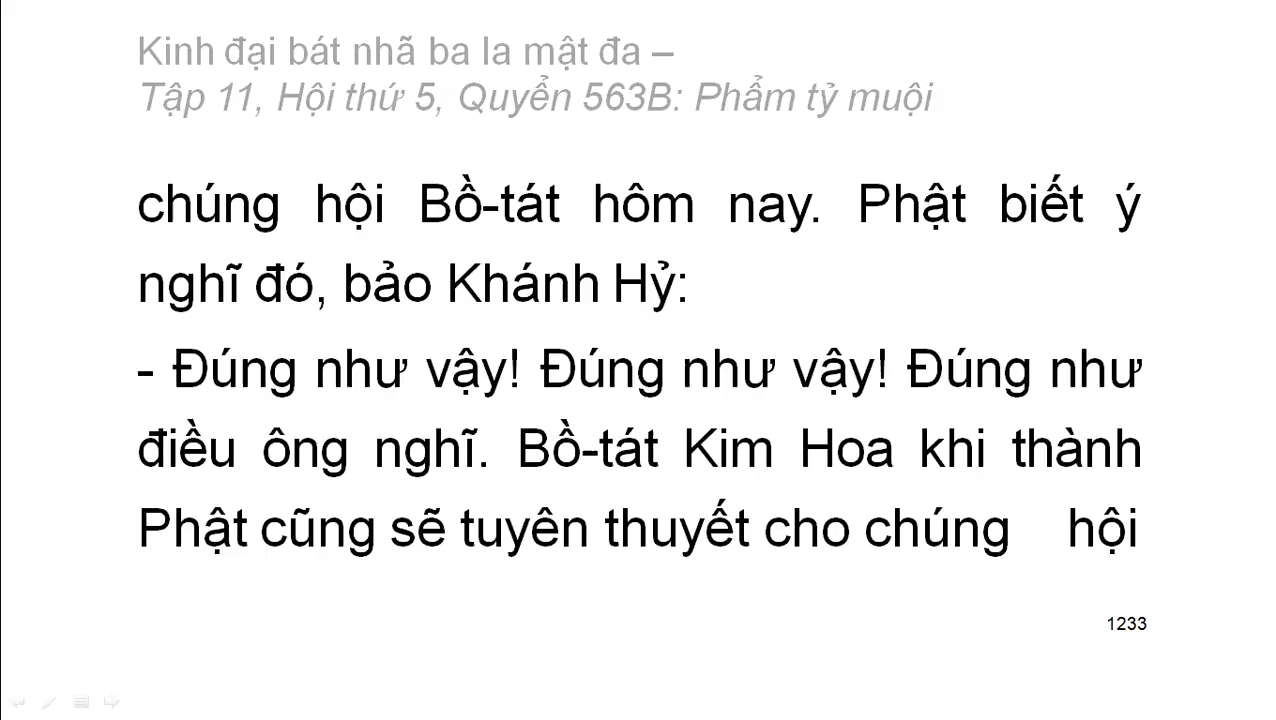 Kinh đại bát nhã ba la mật đa –
Tập 11, Hội thứ 5, Quyển 563B: Phẩm tỷ muội
chúng hội Bồ-tát hôm nay. Phật biết ý
nghĩ đó, bảo Khánh Hỷ:
- Đúng như vậy! Đúng như vậy! Đúng như
điều ông nghĩ. Bồ-tát Kim Hoa khi thành
Phật cũng sẽ tuyên thuyết cho chúng hội
1233